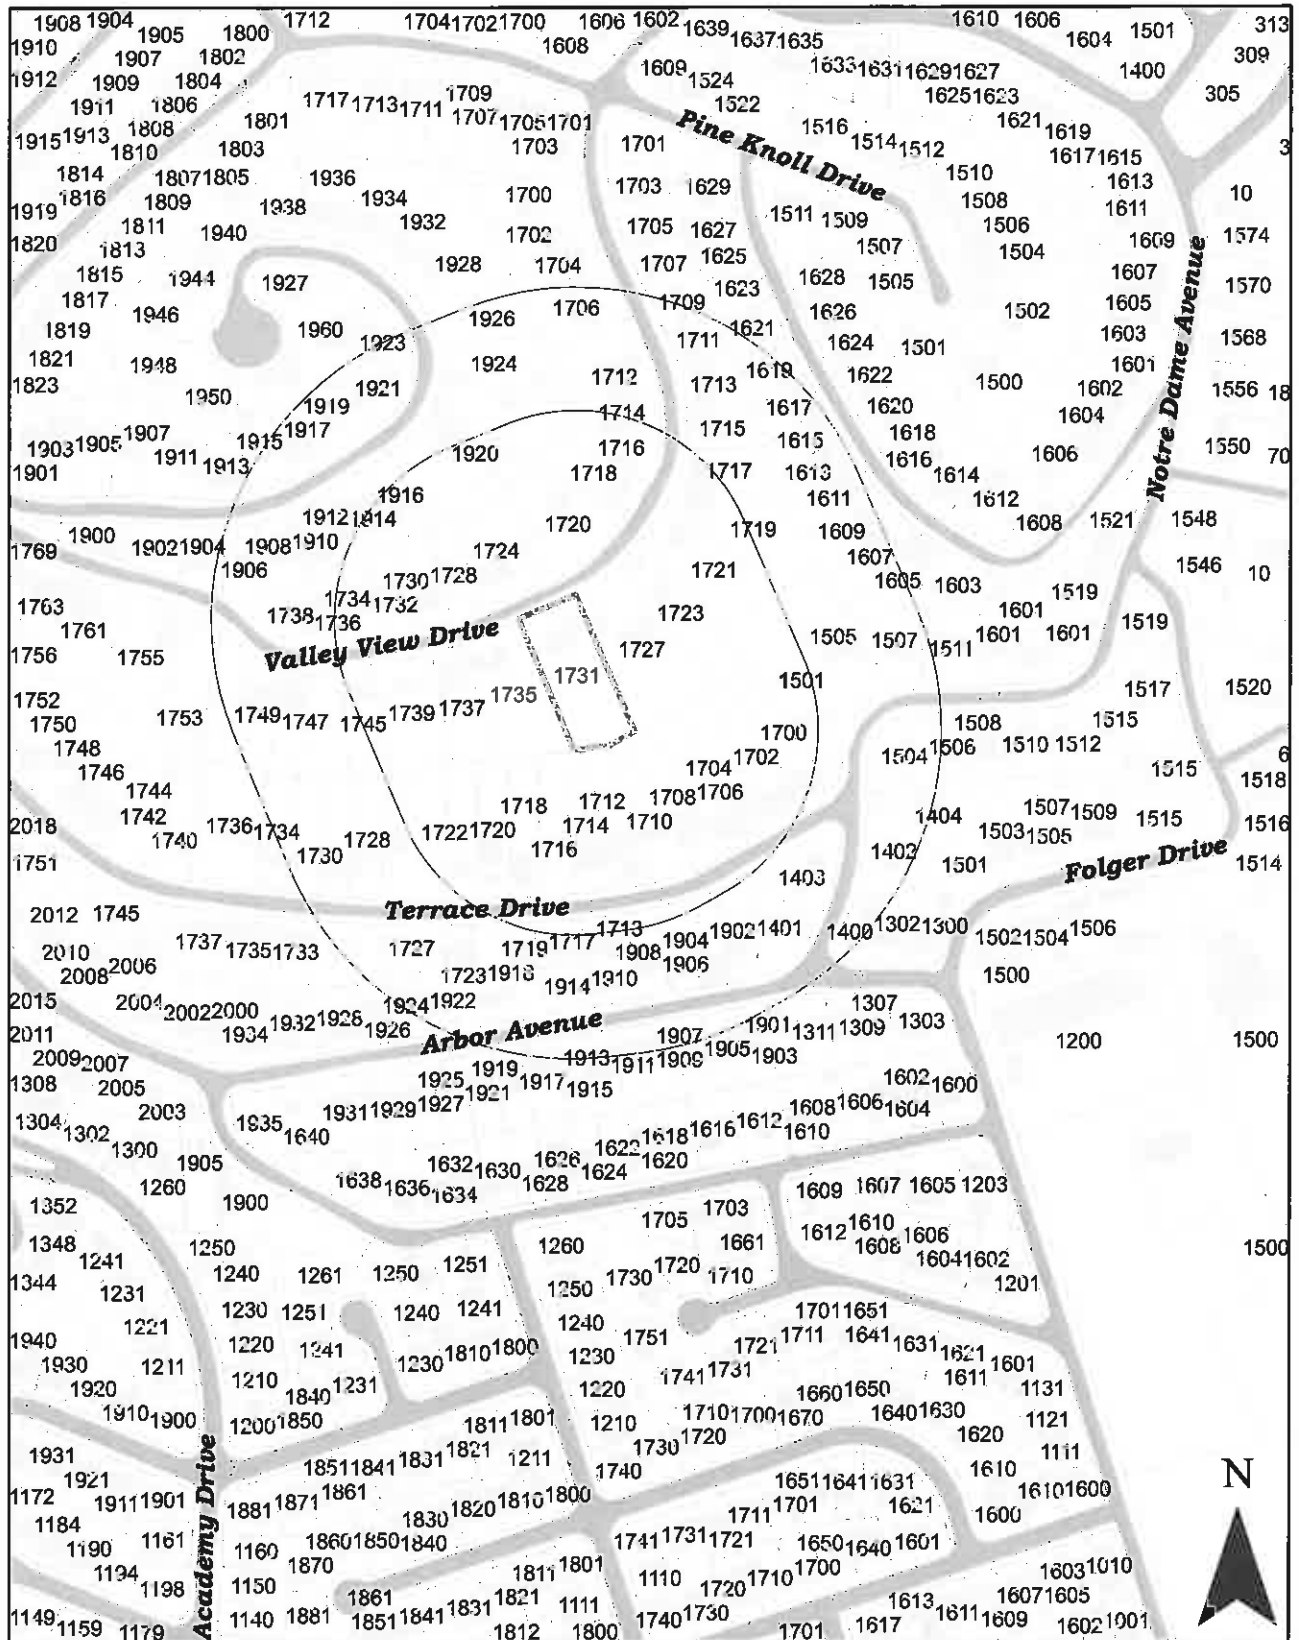 1908 1904 1712 1704 1702 1700 1606 1602 1610 1606 313
1910 1905 1800 1608 1639 1637 1635 1604 1501 309
1907 1802 1609 1524 1633 1631 1629 1627 1400
1912 1909 1804 1709 1522 1625 1623 305
1911 1806 1717 1713 1711 1707 1705 1701 1621 1619
1915 1913 1808 1801 1703 1701 Pine Knoll Drive 1516 1514 1512 1617 1615 3
1810 1803 1510 1613
1814 1807 1805 1936 1700 1703 1629 1508 1611 10
1816 1809 1938 1934 1511 1509 1506
1919 1811 1940 1932 1702 1705 1627 1507 1504 1609 1574
1820 1813 1928 1704 1707 1625 1628 1505 1607
1815 1944 1927 1623 1570
1817 1946 1926 1706 1709 1626 1502 1605
1819 1960 1923 1711 1621 1624 1501 1603 1568
1821 1948 1924 1619 1622 1601
1823 1921 1712 1713 1500 1602 1556 18
1950 1919 1714 1617 1620 1604 Notre Dame Avenue
1903 1905 1907 1915 1917 1716 1715 1615 1618 1550
1901 1911 1913 1920 1718 1717 1613 1616 1614 1606 70
1916 1611 1612
1900 1912 1914 1720 1719 1609 1608 1521 1548
1769 1902 1904 1908 1910 1724 1607 1546
1906 1730 1728 1721 1605 1603 1519 10
1763 1738 1734 1732 1723 1601 1519
1761 1736 1505 1507 1511 1601 1601
1756 1755 Valley View Drive 1727
1752 1735 1731 1501 1517 1520
1750 1753 1749 1747 1745 1739 1737 1508 1515
1748 1700 1504 1506 1510 1512
1746 1704 1702 1515 6
1744 1708 1706 1518
1742 1718 1712 1507 1509
2018 1740 1736 1734 1728 1722 1720 1714 1710 1404 1503 1505 1515 1516
1751 1730 1716 1402 1501 Folger Drive 1514
1403
2012 1745 Terrace Drive
2010 1737 1735 1733 1727 1719 1717 1713 1904 1902 1401 1400 1302 1300 1502 1504 1506
2008 2006 1723 1918 1908 1906
2015 2004 1914 1910 1500
2011 2002 2000 1924 1922 1307
1934 1932 1928 1926 Arbor Avenue 1907 1901 1311 1309 1303
2009 2007 1919 1913 1911 1909 1905 1903 1200 1500
1308 2005 1925 1921 1917 1915 1602 1600
2003 1931 1929 1927 1608 1606 1604
1304 1302 1935 1640 1622 1618 1616 1612 1610
1300 1905 1632 1630 1626 1624 1620
1260 1638 1636 1634 1628 1609 1607 1605 1203
1352 1900 1705 1703 1612 1610 1606
1348 1241 1250 1260 1661 1608 1604 1602 1500
1344 1240 1261 1250 1251 1730 1720 1710 1201
1231 1230 1251 1240 1241 1250 1701 1651
1221 1240 1751 1721 1711 1641 1631
1940 1220 1241 1230 1810 1800 1230 1621 1601
1930 1211 1741 1731 1611
1920 1210 1840 1231 1220 1660 1650 1131
1910 1900 1200 1850 1811 1801 1210 1710 1700 1670 1640 1630 1121
1931 1851 1841 1831 1821 1211 1730 1720 1620 1111
1921 1740 1651 1641 1631 1610
1172 1911 1901 1881 1871 1861 1820 1810 1800 1610 1600
1184 1830 1711 1701 1621 1600
1190 1161 1160 1860 1850 1840 1741 1731 1721 1650 1640 1601
1194 1870 1811 1801 1710 1700 1603 1010
1198 1150 1861 1821 1110 1720 1607 1605
1149 1159 1179 Academy Drive 1140 1881 1851 1841 1831 1812 1111 1800 1740 1730 1701 1617 1613 1611 1609 1602 1001
N